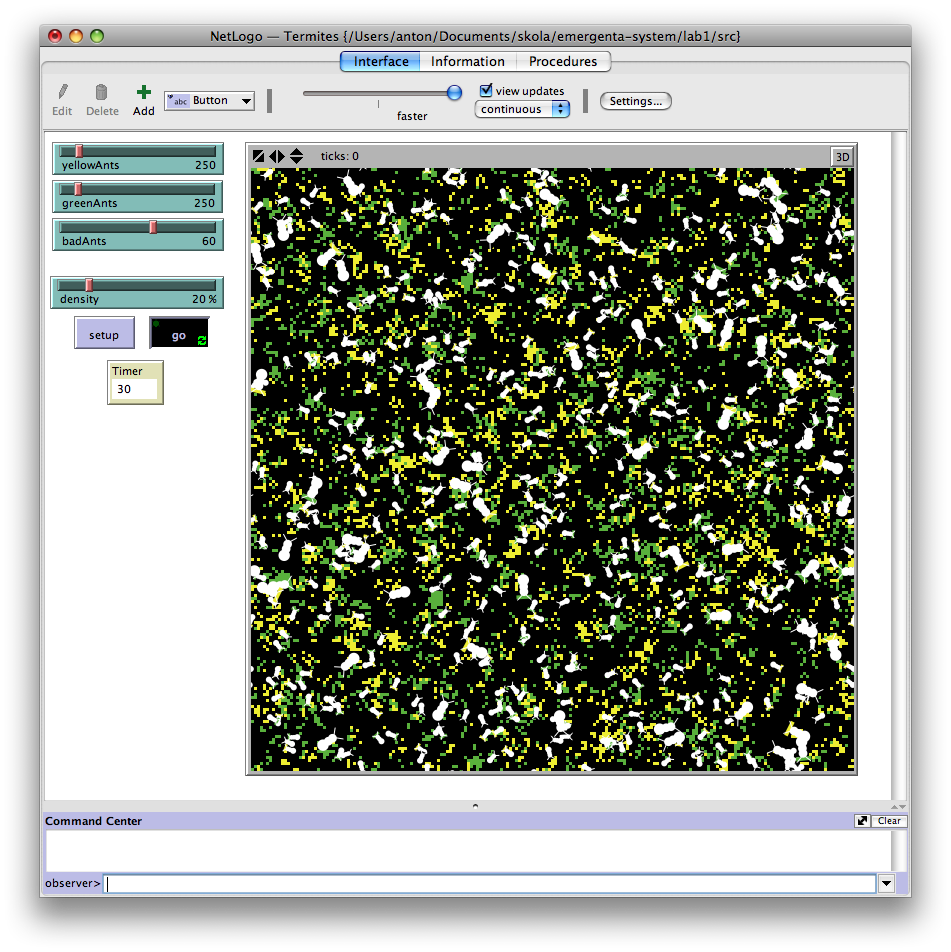 NetLogo — Termites {/Users/anton/Documents/skola/emergenta-system/lab1/src}
Interface Information Procedures
Edit Delete Add abc Button faster view updates continuous Settings...
ticks: 0 3D
yellowAnts 250
greenAnts 250
badAnts 60
density 20 %
setup go
Timer
30
Command Center Clear
observer>